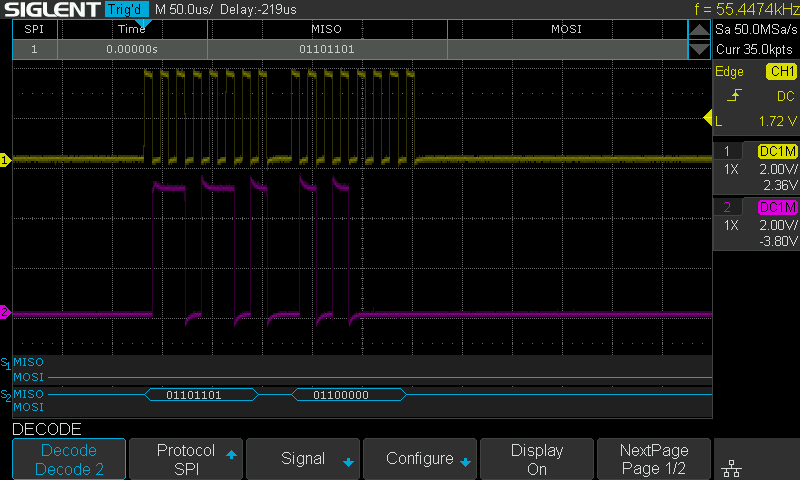 SIGLENT Trig'd M 50.0us/ Delay:-219us f = 55.4474kHz
SPI Time MISO MOSI Sa 50.0MSa/s
1 0.00000s 01101101 Curr 35.0kpts
Edge CH1
DC
L 1.72 V
1 DC1M
1X 2.00V/
2.36V
2 DC1M
1X 2.00V/
-3.80V
1
2
S1 MISO
MOSI
S2 MISO 01101101 01100000
MOSI
DECODE
Decode Protocol Signal Configure Display NextPage
Decode 2 SPI On Page 1/2